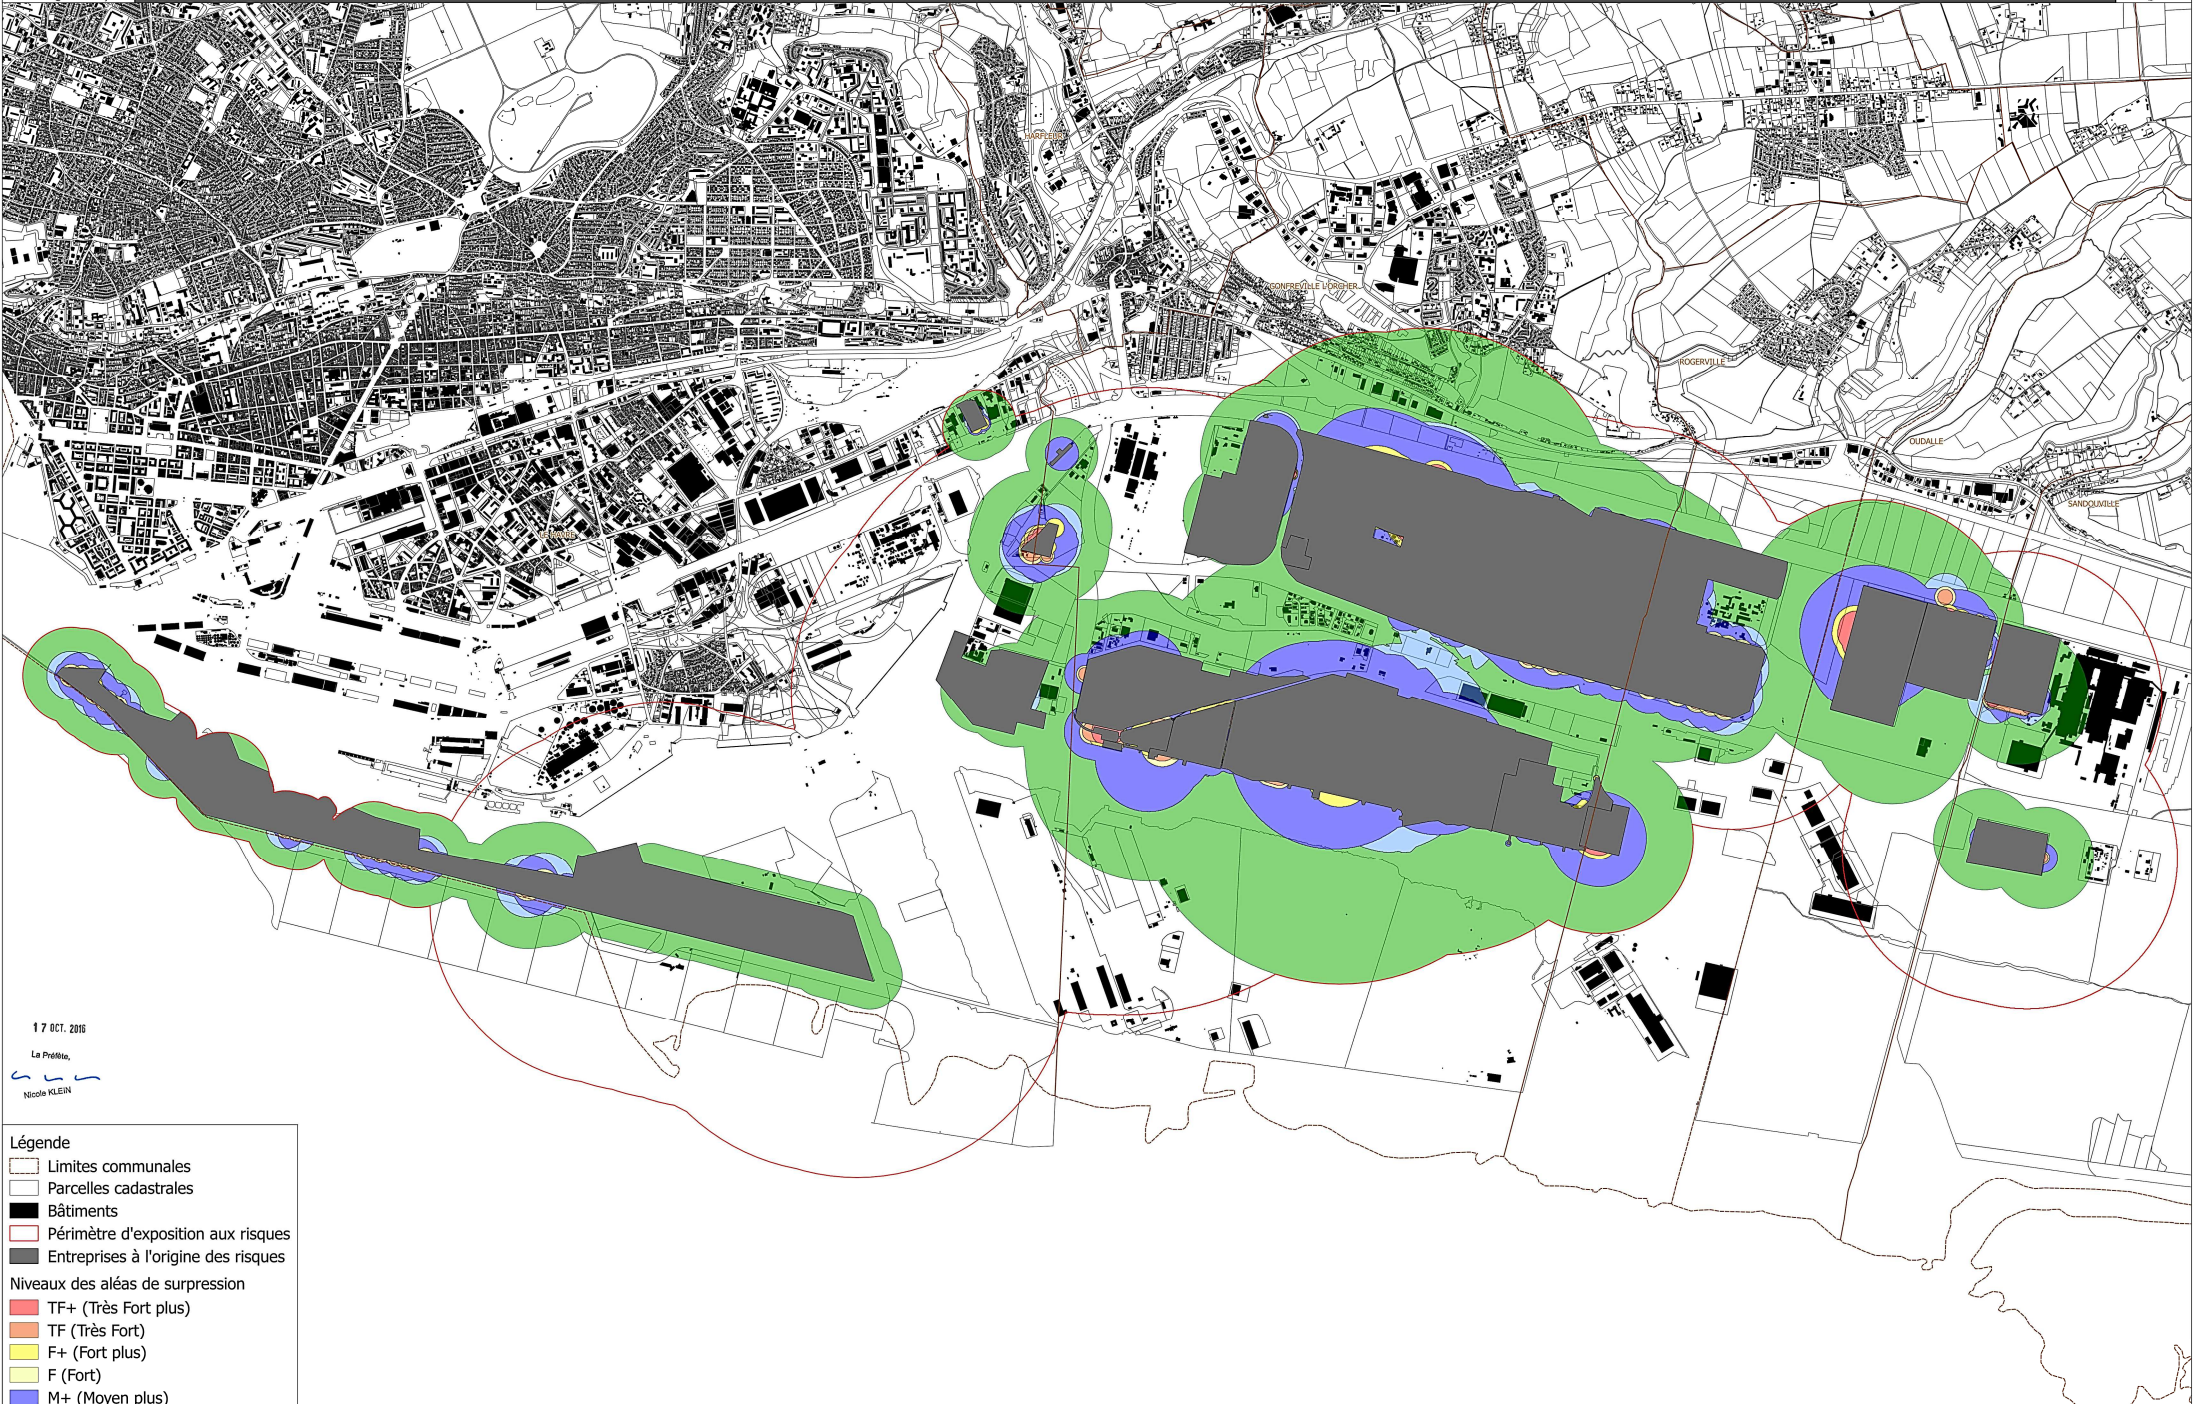 HARFLEUR
GONFREVILLE L'ORCHER
ROGERVILLE
OUDALLE
SANDOUVILLE
LE HAVRE
17 OCT. 2016
La Préfète,
Nicole KLEIN
Légende
Limites communales
Parcelles cadastrales
Bâtiments
Périmètre d'exposition aux risques
Entreprises à l'origine des risques
Niveaux des aléas de surpression
TF+ (Très Fort plus)
TF (Très Fort)
F+ (Fort plus)
F (Fort)
M+ (Moyen plus)